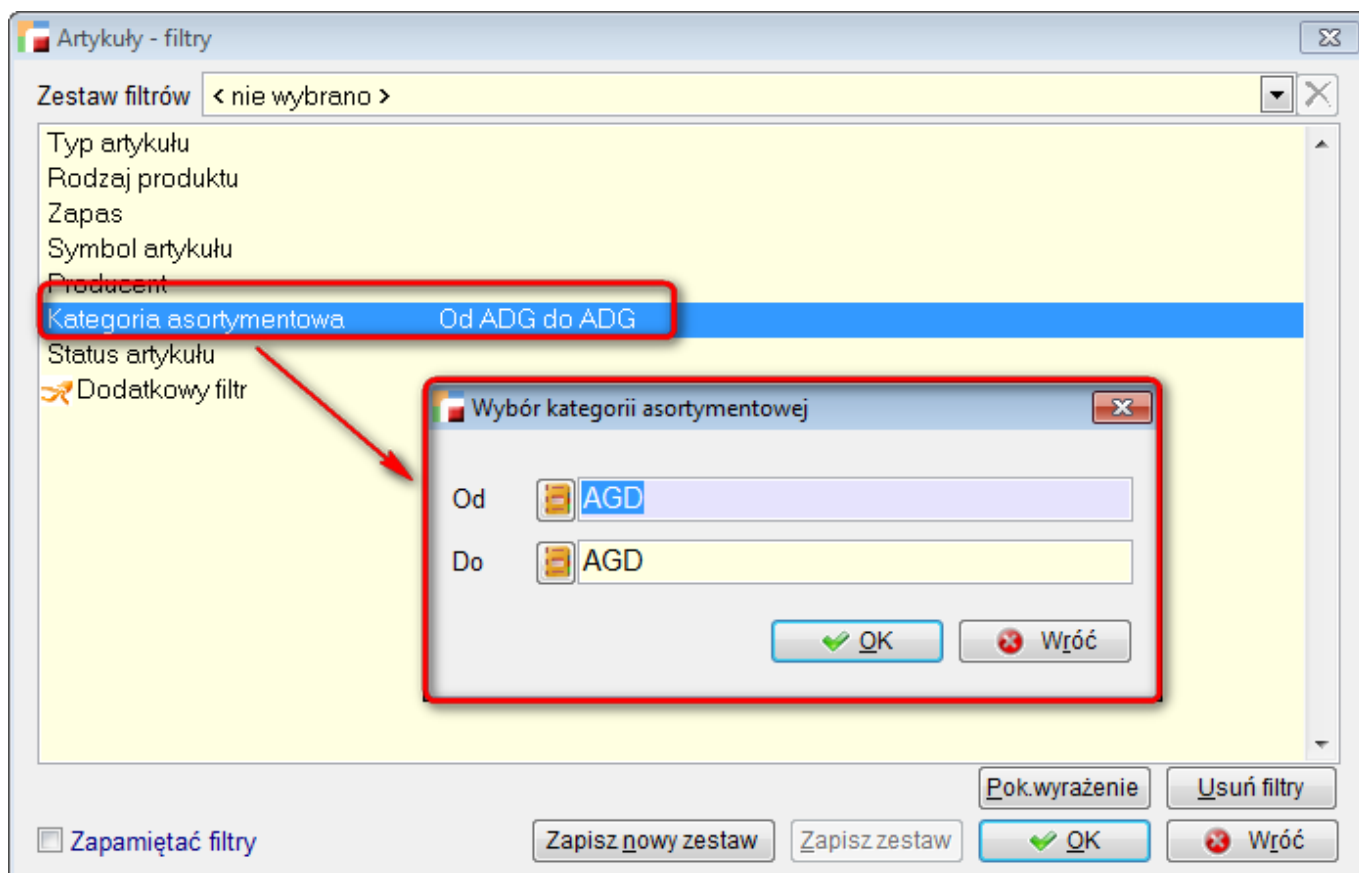 Artykuły - filtry
Zestaw filtrów < nie wybrano >
Typ artykułu
Rodzaj produktu
Zapas
Symbol artykułu
Producent
Kategoria asortymentowa Od ADG do ADG
Status artykułu
Dodatkowy filtr
Wybór kategorii asortymentowej
Od AGD
Do AGD
OK Wróć
Pok.wyrażenie Usuń filtry
Zapamiętać filtry Zapisz nowy zestaw Zapisz zestaw OK Wróć